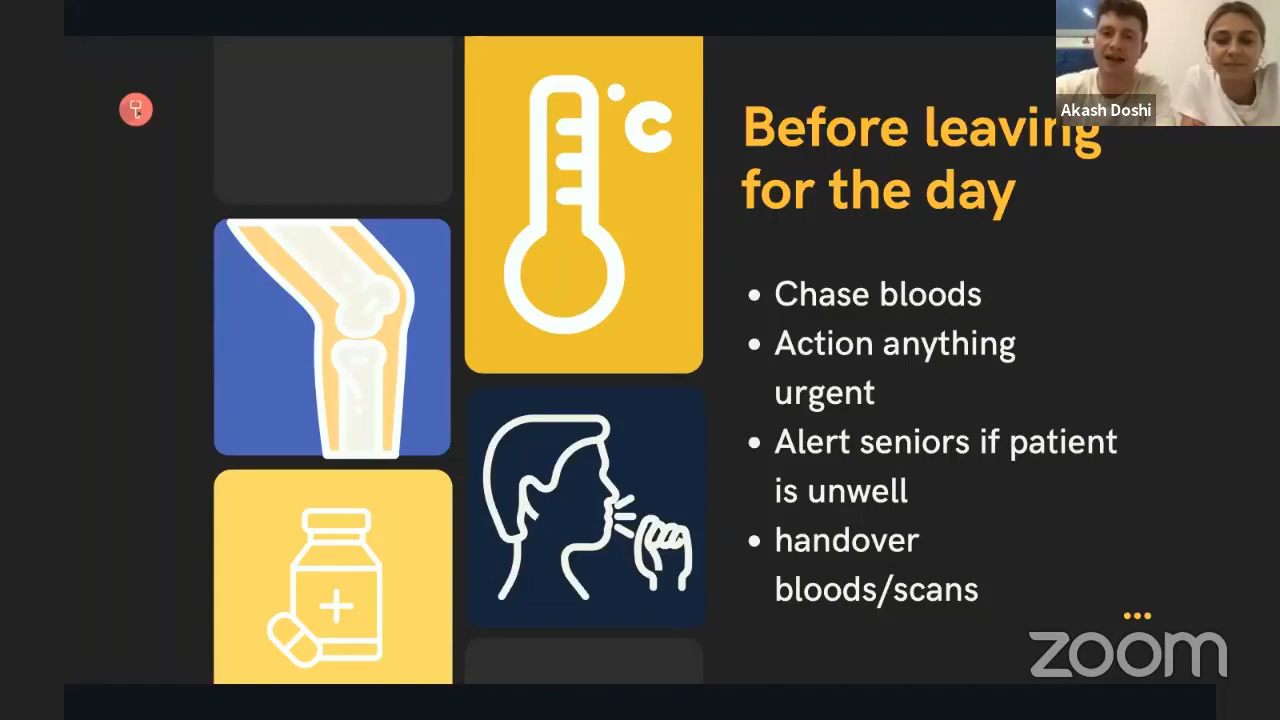 °C
Akash Doshi
Before leaving
for the day
• Chase bloods
• Action anything
urgent
• Alert seniors if patient
is unwell
• handover
bloods/scans
zoom